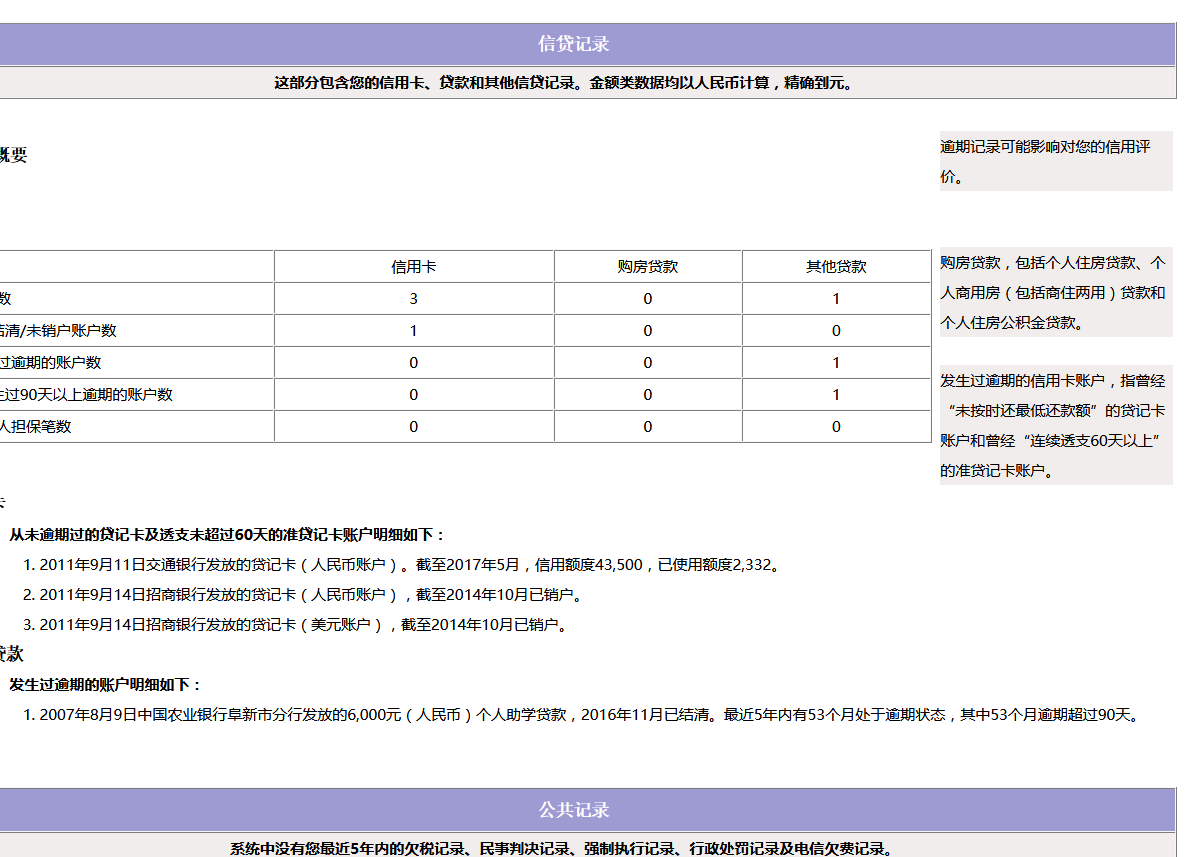 信贷记录
这部分包含您的信用卡、贷款和其他信贷记录。金额类数据均以人民币计算，精确到元。
概要
逾期记录可能影响对您的信用评
价。
信用卡 购房贷款 其他贷款
数 3 0 1
结清/未销户账户数 1 0 0
过逾期的账户数 0 0 1
生过90天以上逾期的账户数 0 0 1
人担保笔数 0 0 0
购房贷款，包括个人住房贷款、个
人商用房（包括商住两用）贷款和
个人住房公积金贷款。
发生过逾期的信用卡账户，指曾经
“未按时还最低还款额”的贷记卡
账户和曾经“连续透支60天以上”
的准贷记卡账户。
卡
从未逾期过的贷记卡及透支未超过60天的准贷记卡账户明细如下：
1. 2011年9月11日交通银行发放的贷记卡（人民币账户）。截至2017年5月，信用额度43,500，已使用额度2,332。
2. 2011年9月14日招商银行发放的贷记卡（人民币账户），截至2014年10月已销户。
3. 2011年9月14日招商银行发放的贷记卡（美元账户），截至2014年10月已销户。
贷款
发生过逾期的账户明细如下：
1. 2007年8月9日中国农业银行阜新市分行发放的6,000元（人民币）个人助学贷款，2016年11月已结清。最近5年内有53个月处于逾期状态，其中53个月逾期超过90天。
公共记录
系统中没有您最近5年内的欠税记录、民事判决记录、强制执行记录、行政处罚记录及电信欠费记录。